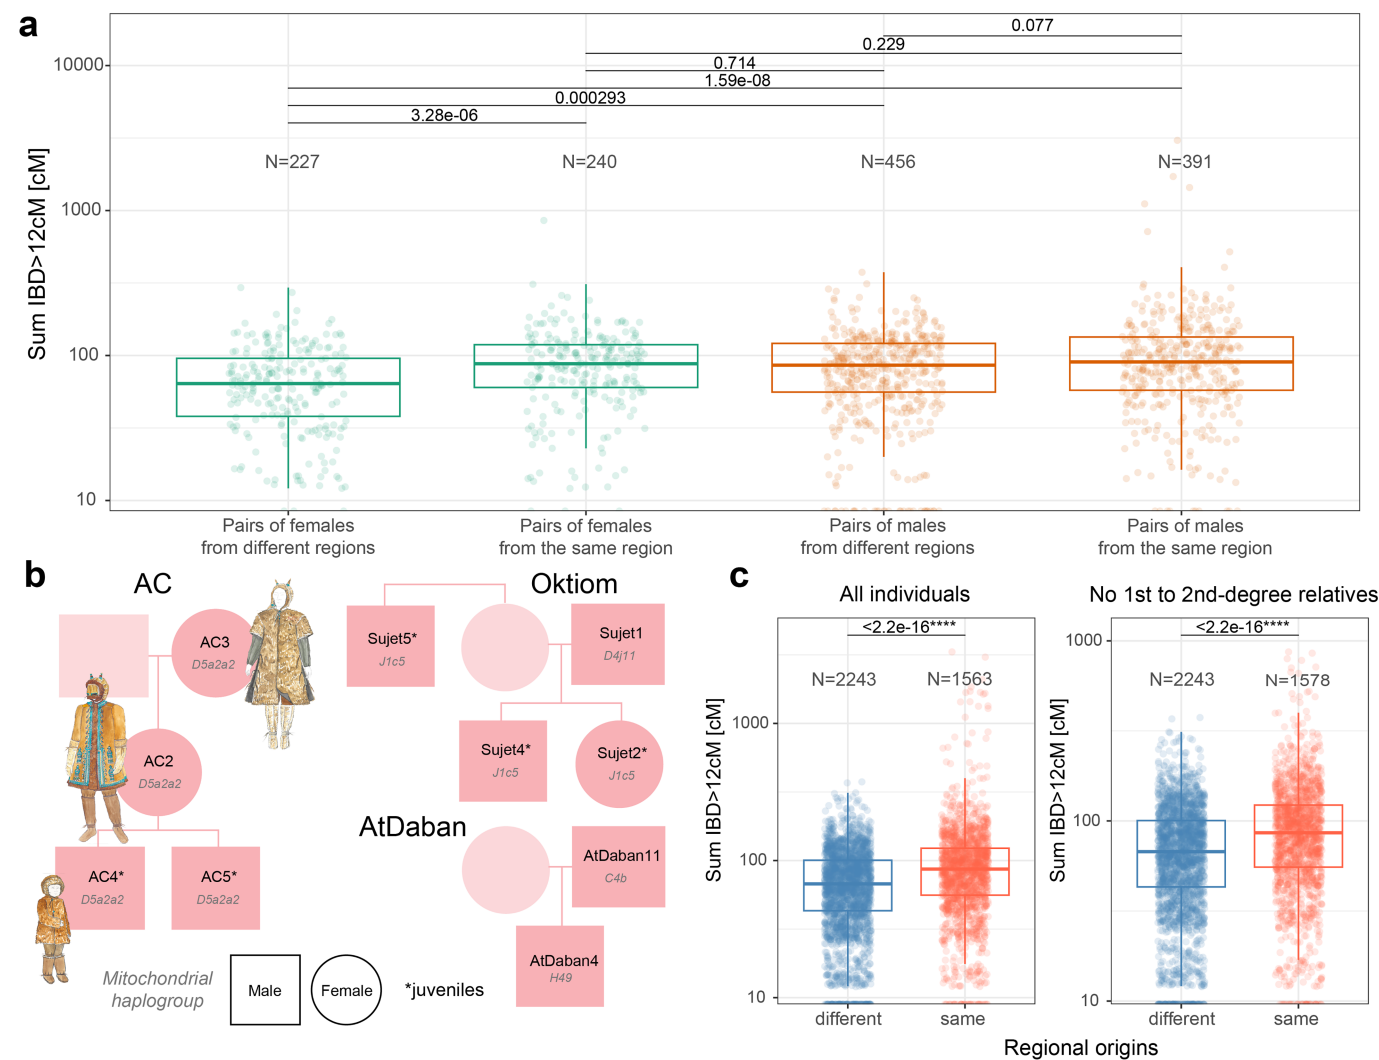 a
Sum IBD>12cM [cM]
10000
1000
100
10
0.077
0.229
0.714
1.59e-08
0.000293
3.28e-06
N=227
N=240
N=456
N=391
Pairs of females
from different regions
Pairs of females
from the same region
Pairs of males
from different regions
Pairs of males
from the same region
b
AC
AC3
D5a2a2
AC2
D5a2a2
AC4*
D5a2a2
AC5*
D5a2a2
Oktiom
Sujet5*
J1c5
Sujet1
D4j11
Sujet4*
J1c5
Sujet2*
J1c5
AtDaban
AtDaban11
C4b
AtDaban4
H49
Mitochondrial
haplogroup
Male
Female
*juveniles
c
All individuals
<2.2e-16****
N=2243
N=1563
Sum IBD>12cM [cM]
1000
100
10
different
same
No 1st to 2nd-degree relatives
<2.2e-16****
N=2243
N=1578
Sum IBD>12cM [cM]
1000
100
10
different
same
Regional origins